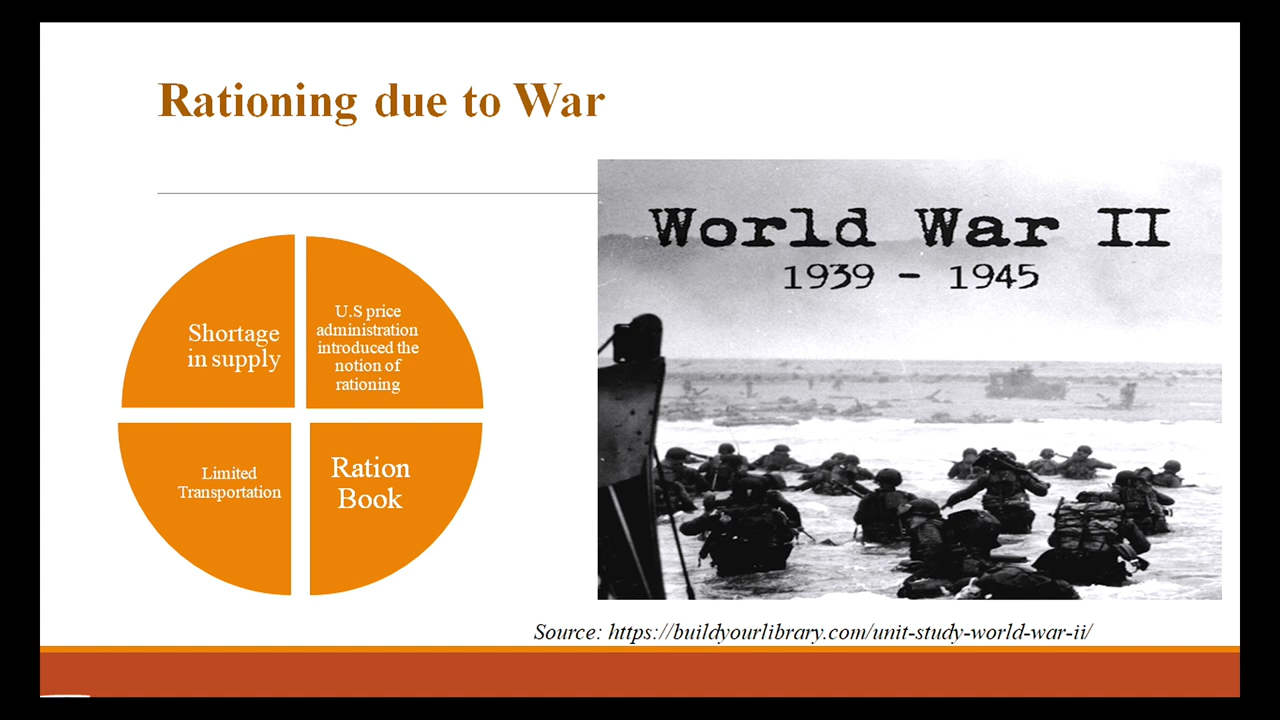 Rationing due to War
World War II
1939 - 1945
Shortage
in supply
U.S price
administration
introduced the
notion of
rationing
Limited
Transportation
Ration
Book
Source: https://buildyourlibrary.com/unit-study-world-war-ii/